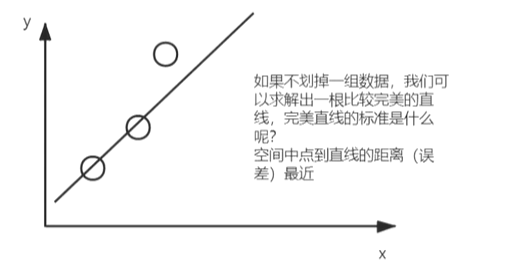 y
如果不划掉一组数据，我们可
以求解出一根比较完美的直
线，完美直线的标准是什么
呢？
空间中点到直线的距离（误
差）最近
x